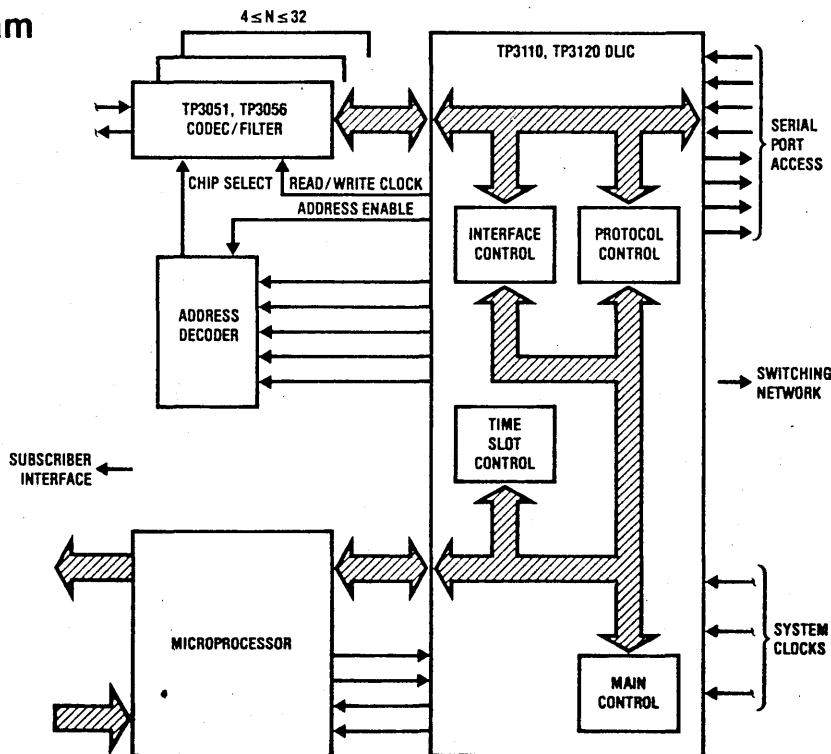 am
4 ≤ N ≤ 32
TP3051, TP3056
CODEC/FILTER
CHIP SELECT
READ/WRITE CLOCK
ADDRESS ENABLE
ADDRESS
DECODER
SUBSCRIBER
INTERFACE
MICROPROCESSOR
TP3110, TP3120 DLIC
INTERFACE
CONTROL
PROTOCOL
CONTROL
TIME
SLOT
CONTROL
MAIN
CONTROL
SERIAL
PORT
ACCESS
SWITCHING
NETWORK
SYSTEM
CLOCKS